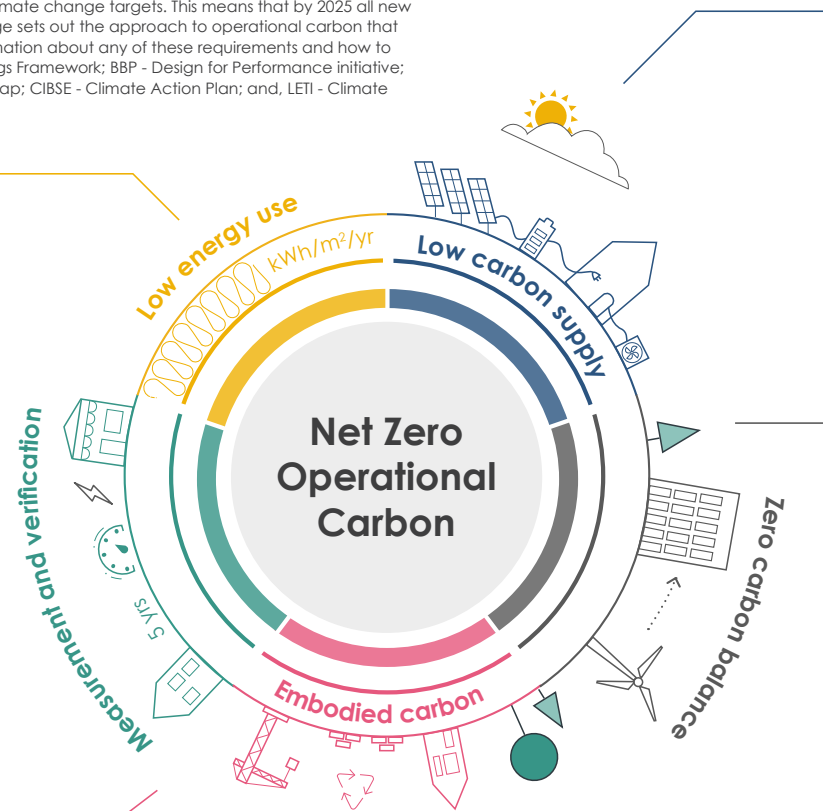 imate change targets. This means that by 2025 all new
ge sets out the approach to operational carbon that
nation about any of these requirements and how to
gs Framework; BBP - Design for Performance initiative;
ap; CIBSE - Climate Action Plan; and, LETI - Climate
Low energy use
kWh/m²/yr
Low carbon supply
Net Zero
Operational
Carbon
Measurement and verification
5 yrs
Zero carbon balance
Embodied carbon